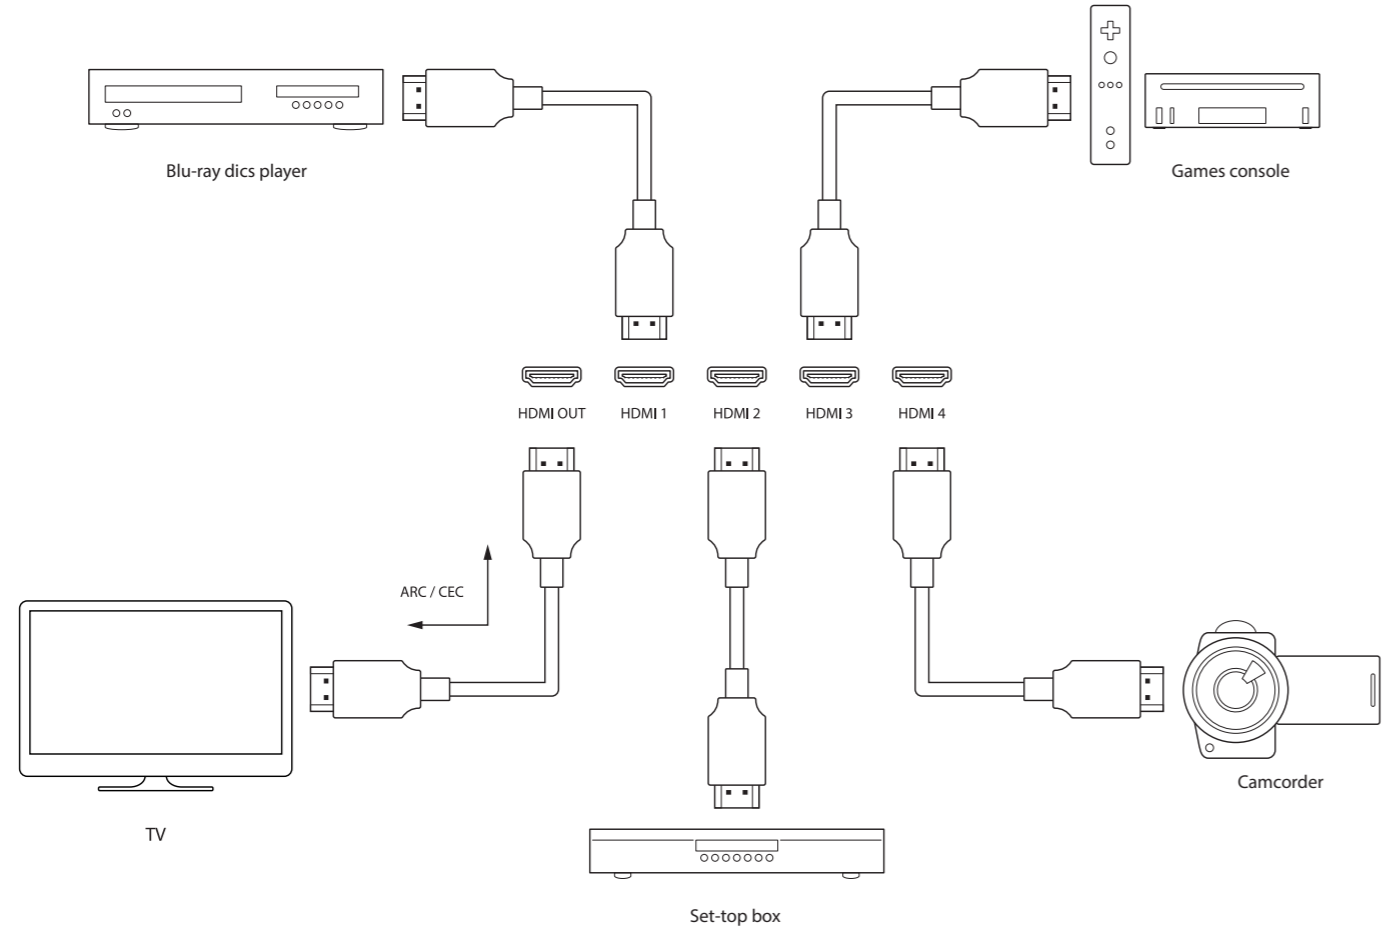 Blu-ray dics player
Games console
HDMI OUT
HDMI 1
HDMI 2
HDMI 3
HDMI 4
ARC / CEC
TV
Camcorder
Set-top box